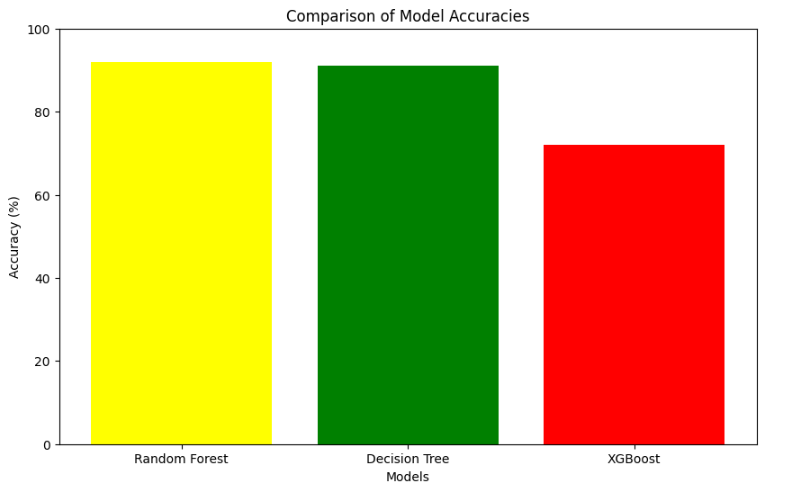 Comparison of Model Accuracies
100
80
60
40
20
0
Accuracy (%)
Random Forest Decision Tree XGBoost
Models